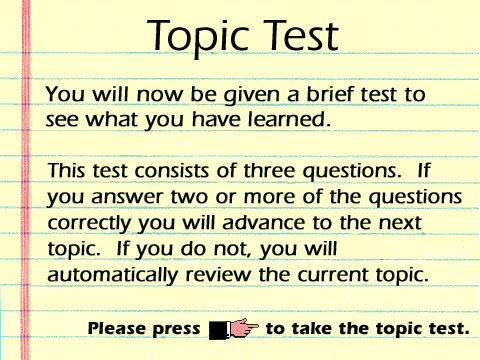 Topic Test
You will now be given a brief test to
see what you have learned.
This test consists of three questions.  If
you answer two or more of the questions
correctly you will advance to the next
topic.  If you do not, you will
automatically review the current topic.
Please press to take the topic test.